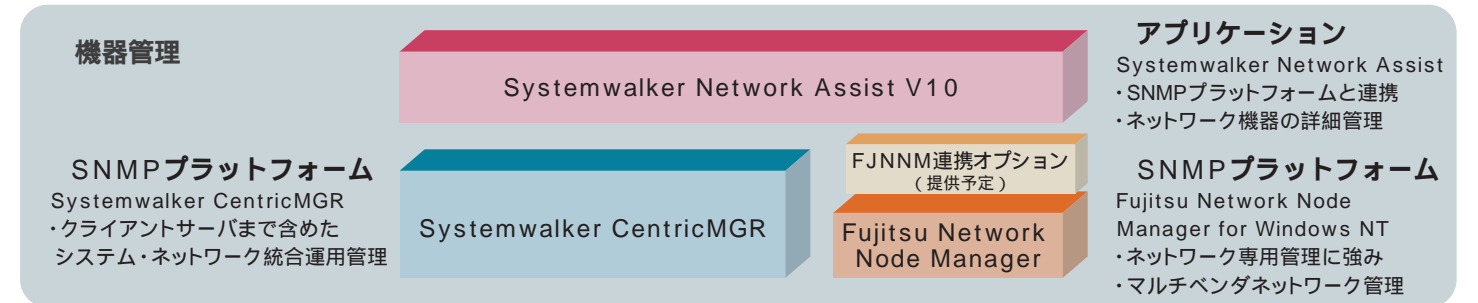 機器管理
Systemwalker Network Assist V10
アプリケーション
Systemwalker Network Assist
・SNMPプラットフォームと連携
・ネットワーク機器の詳細管理
SNMPプラットフォーム
Systemwalker CentricMGR
・クライアントサーバまで含めた
システム・ネットワーク統合運用管理
Systemwalker CentricMGR
FJNNM連携オプション
(提供予定)
Fujitsu Network
Node Manager
SNMPプラットフォーム
Fujitsu Network Node
Manager for Windows NT
・ネットワーク専用管理に強み
・マルチベンダネットワーク管理